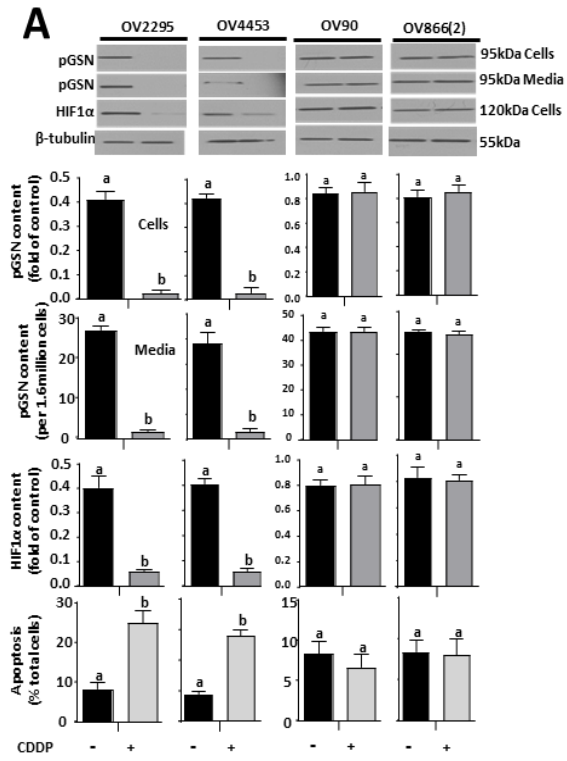 A
OV2295 OV4453 OV90 OV866(2)
pGSN 95kDa Cells
pGSN 95kDa Media
HIF1α 120kDa Cells
β-tubulin 55kDa
pGSN content
(fold of control)
0.5
0.4
0.3
0.2
0.1
0.0
a
Cells
b
a
b
1.0
0.8
0.6
0.4
0.2
0.0
a a
a a
pGSN content
(per 1.6million cells)
30
20
10
0
a
Media
b
a
b
50
40
30
20
10
0
a a
a a
HIF1α content
(fold of control)
0.5
0.4
0.3
0.2
0.1
0.0
a
b
a
b
1.0
0.8
0.6
0.4
0.2
0.0
a a
a a
Apoptosis
(% total cells)
30
20
10
0
a
b
a
b
15
10
5
0
a a
a a
CDDP - + - + - + - +